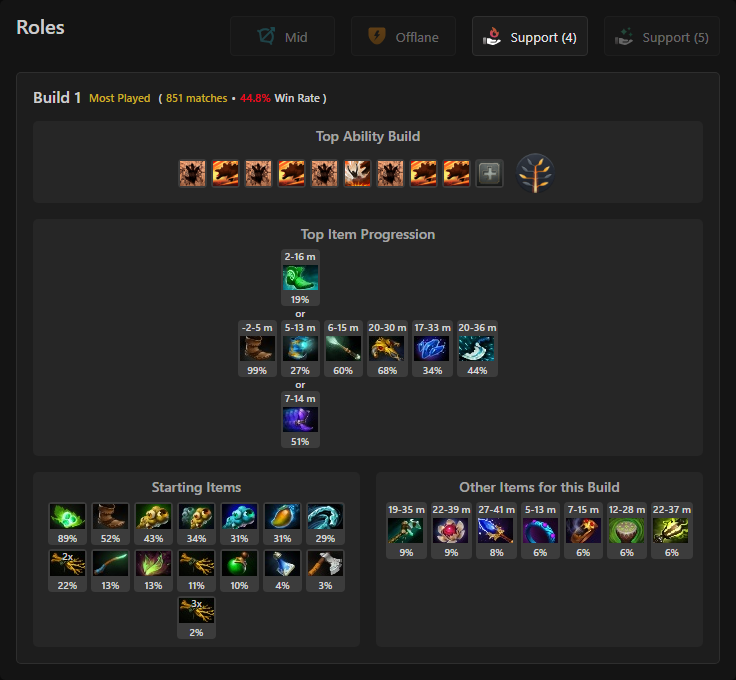 Roles
Mid
Offlane
Support (4)
Support (5)
Build 1 Most Played ( 851 matches • 44.8% Win Rate )
Top Ability Build
Top Item Progression
2-16 m
19%
or
-2-5 m 5-13 m 6-15 m 20-30 m 17-33 m 20-36 m
99% 27% 60% 68% 34% 44%
or
7-14 m
51%
Starting Items
89% 52% 43% 34% 31% 31% 29%
2x
22% 13% 13% 11% 10% 4% 3%
3x
2%
Other Items for this Build
19-35 m 22-39 m 27-41 m 5-13 m 7-15 m 12-28 m 22-37 m
9% 9% 8% 6% 6% 6% 6%